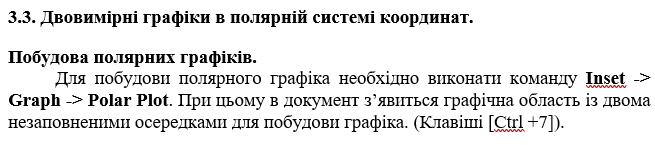 3.3. Двовимірні графіки в полярній системі координат.
Побудова полярних графіків.
Для побудови полярного графіка необхідно виконати команду Inset ->
Graph -> Polar Plot. При цьому в документ з’явиться графічна область із двома
незаповненими осередками для побудови графіка. (Клавіші [Ctrl +7]).